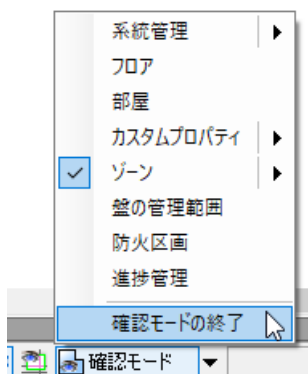 系統管理
フロア
部屋
カスタムプロパティ
ゾーン
盤の管理範囲
防火区画
進捗管理
確認モードの終了
確認モード